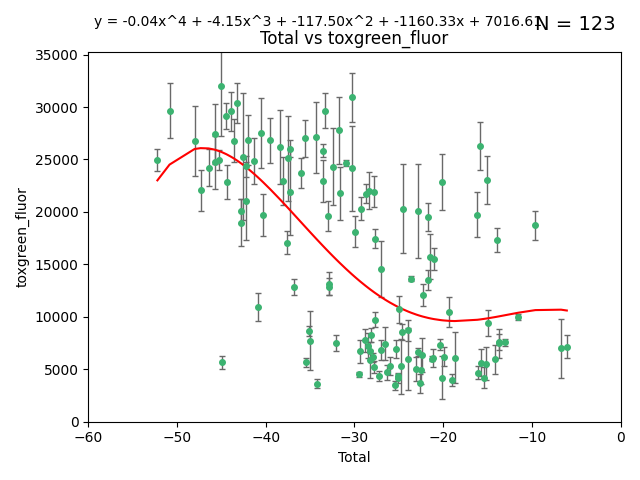 y = -0.04x^4 + -4.15x^3 + -117.50x^2 + -1160.33x + 7016.61
N = 123
Total vs toxgreen_fluor
35000
30000
25000
20000
15000
10000
5000
0
toxgreen_fluor
−60 −50 −40 −30 −20 −10 0
Total